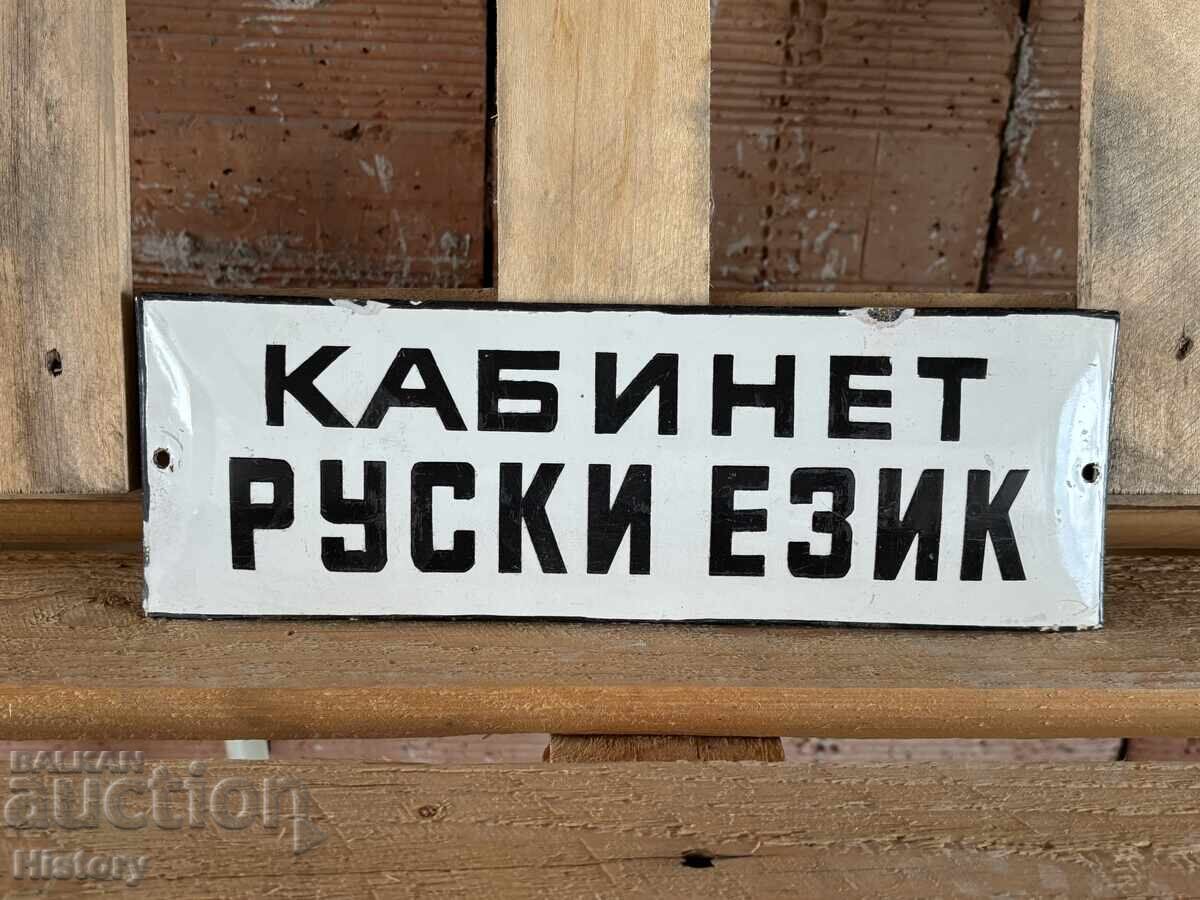 КАБИНЕТ
РУСКИ ЕЗИК
BALKAN
auction
History